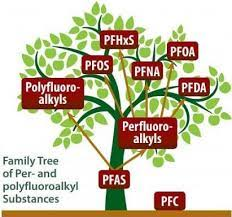 PFHxS
PFOA
PFOS
PFNA
PFDA
Polyfluoro-
alkyls
Perfluoro-
alkyls
Family Tree
of Per- and
polyfluoroalkyl
Substances
PFAS
PFC